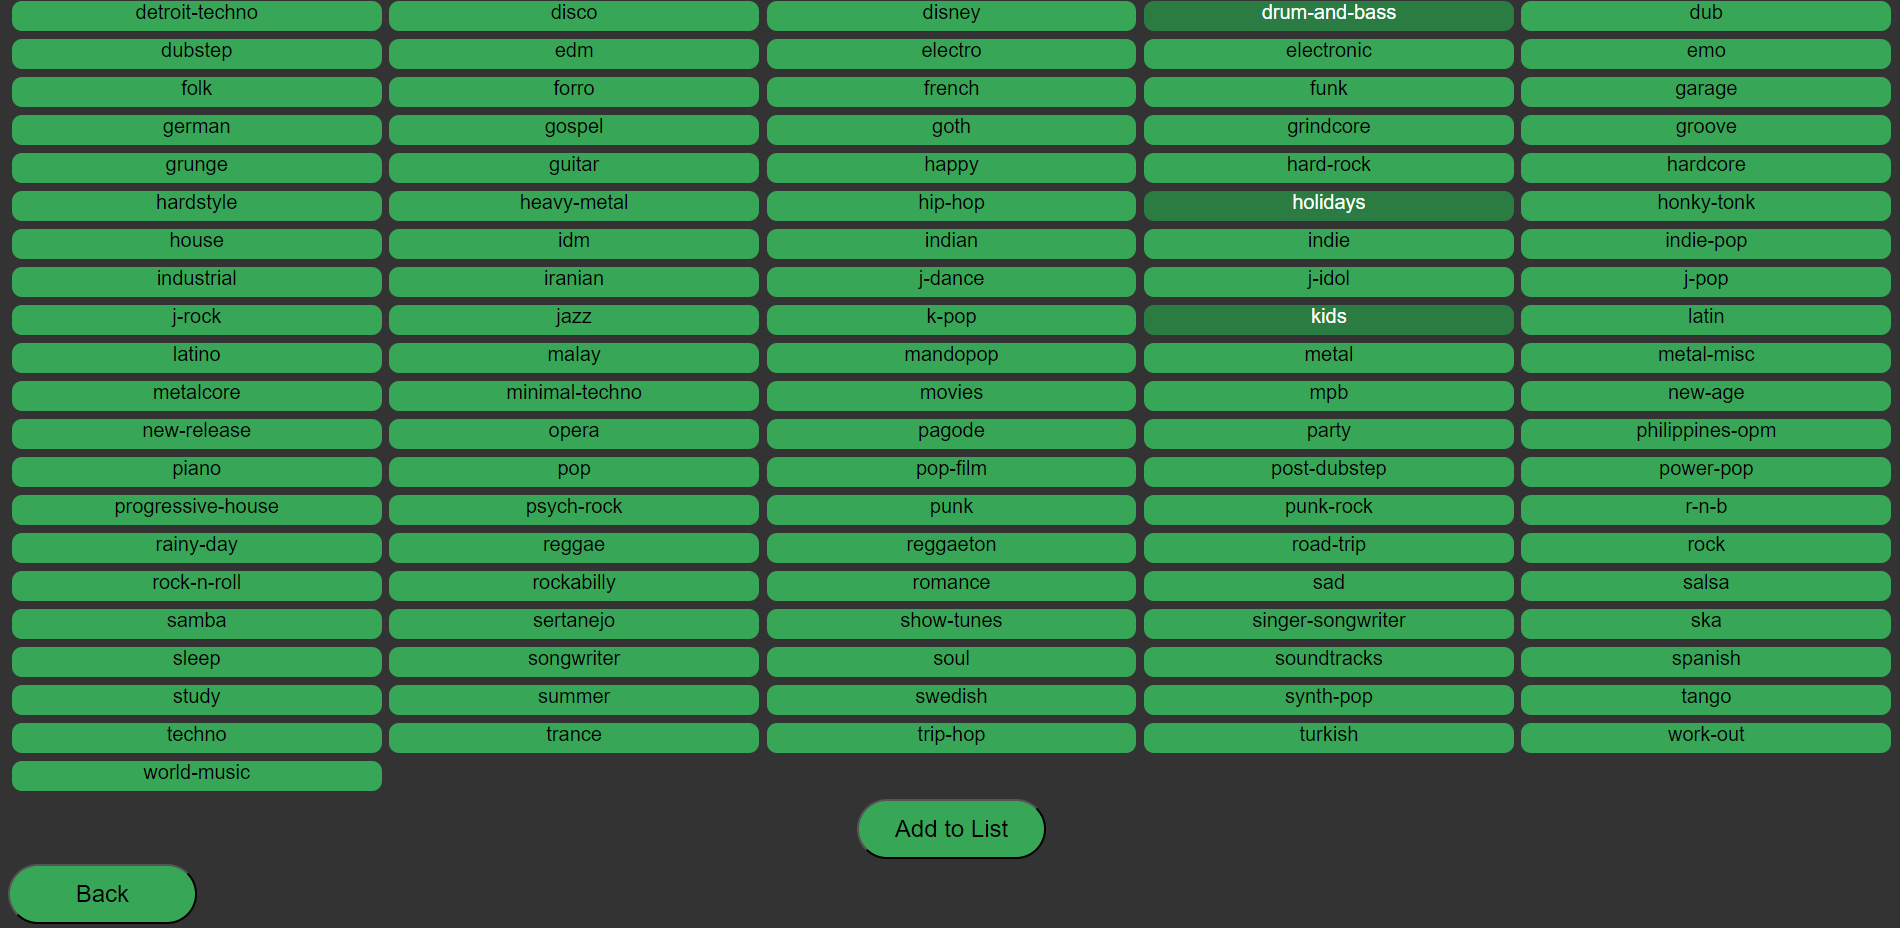 detroit-techno disco disney drum-and-bass dub
dubstep edm electro electronic emo
folk forro french funk garage
german gospel goth grindcore groove
grunge guitar happy hard-rock hardcore
hardstyle heavy-metal hip-hop holidays honky-tonk
house idm indian indie indie-pop
industrial iranian j-dance j-idol j-pop
j-rock jazz k-pop kids latin
latino malay mandopop metal metal-misc
metalcore minimal-techno movies mpb new-age
new-release opera pagode party philippines-opm
piano pop pop-film post-dubstep power-pop
progressive-house psych-rock punk punk-rock r-n-b
rainy-day reggae reggaeton road-trip rock
rock-n-roll rockabilly romance sad salsa
samba sertanejo show-tunes singer-songwriter ska
sleep songwriter soul soundtracks spanish
study summer swedish synth-pop tango
techno trance trip-hop turkish work-out
world-music
Add to List
Back